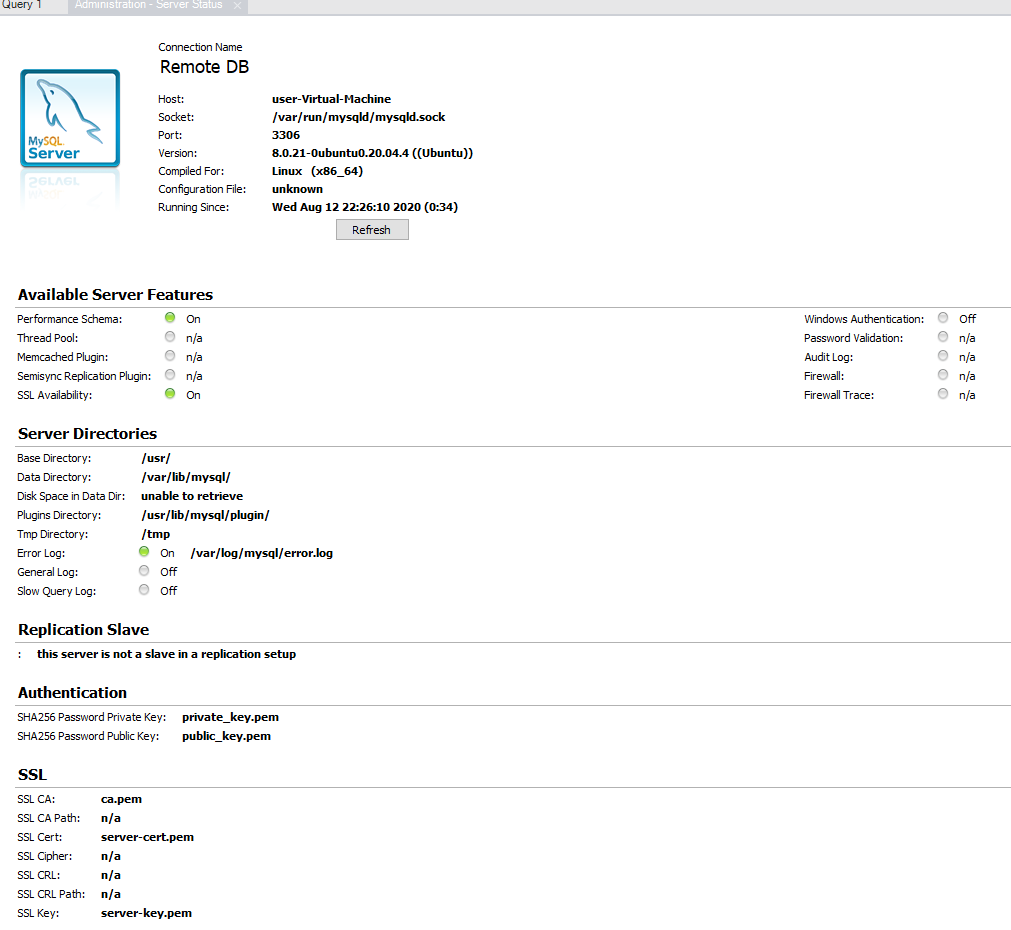 Query 1 Administration - Server Status
Connection Name
Remote DB
MySQL
Server
Host: user-Virtual-Machine
Socket: /var/run/mysqld/mysqld.sock
Port: 3306
Version: 8.0.21-0ubuntu0.20.04.4 ((Ubuntu))
Compiled For: Linux (x86_64)
Configuration File: unknown
Running Since: Wed Aug 12 22:26:10 2020 (0:34)
Refresh
Available Server Features
Performance Schema: On Windows Authentication: Off
Thread Pool: n/a Password Validation: n/a
Memcached Plugin: n/a Audit Log: n/a
Semisync Replication Plugin: n/a Firewall: n/a
SSL Availability: On Firewall Trace: n/a
Server Directories
Base Directory: /usr/
Data Directory: /var/lib/mysql/
Disk Space in Data Dir: unable to retrieve
Plugins Directory: /usr/lib/mysql/plugin/
Tmp Directory: /tmp
Error Log: On /var/log/mysql/error.log
General Log: Off
Slow Query Log: Off
Replication Slave
: this server is not a slave in a replication setup
Authentication
SHA256 Password Private Key: private_key.pem
SHA256 Password Public Key: public_key.pem
SSL
SSL CA: ca.pem
SSL CA Path: n/a
SSL Cert: server-cert.pem
SSL Cipher: n/a
SSL CRL: n/a
SSL CRL Path: n/a
SSL Key: server-key.pem